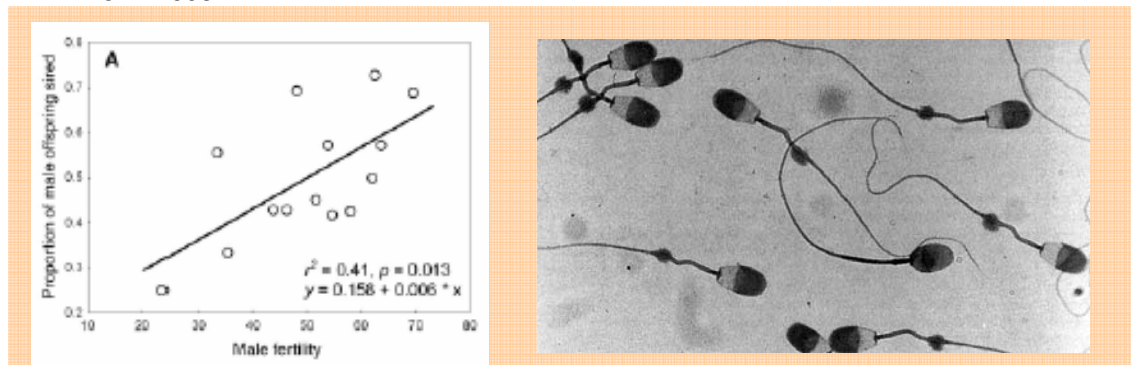 0.8
A
0.7
0.6
0.5
0.4
0.3
0.2
Proportion of male offspring sired
r² = 0.41, p = 0.013
y = 0.158 + 0.006 * x
10 20 30 40 50 60 70 80
Male fertility